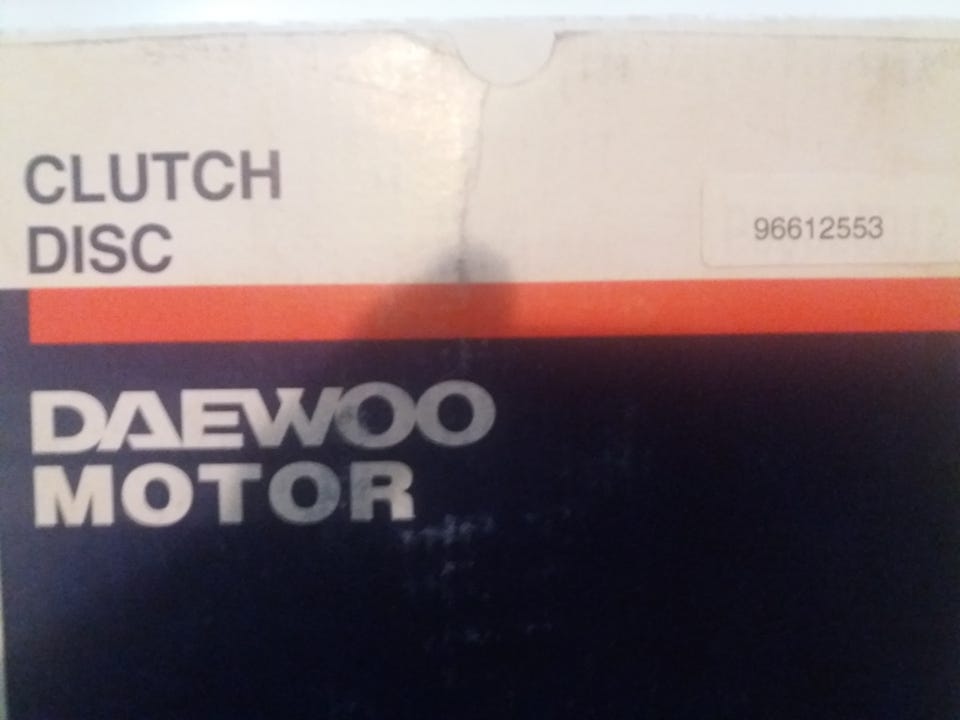 CLUTCH
DISC
96612553
DAEWOO
MOTOR